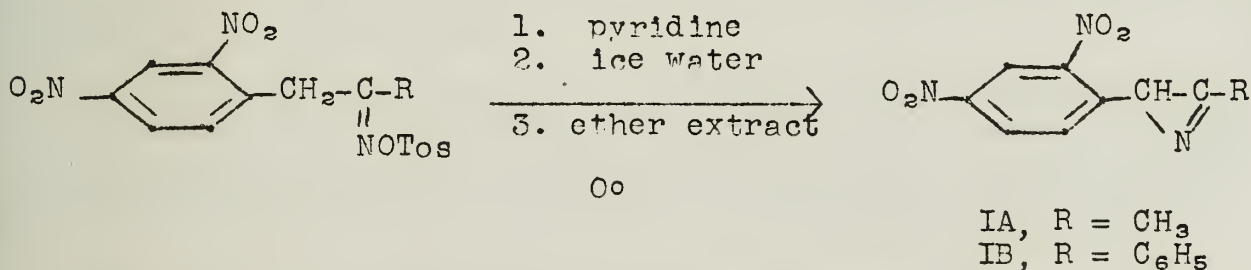 NO₂
O₂N
CH₂-C-R
NOTos
1. pyridine
2. ice water
3. ether extract
0°
NO₂
O₂N
CH-C-R
N
IA, R = CH₃
IB, R = C₆H₅